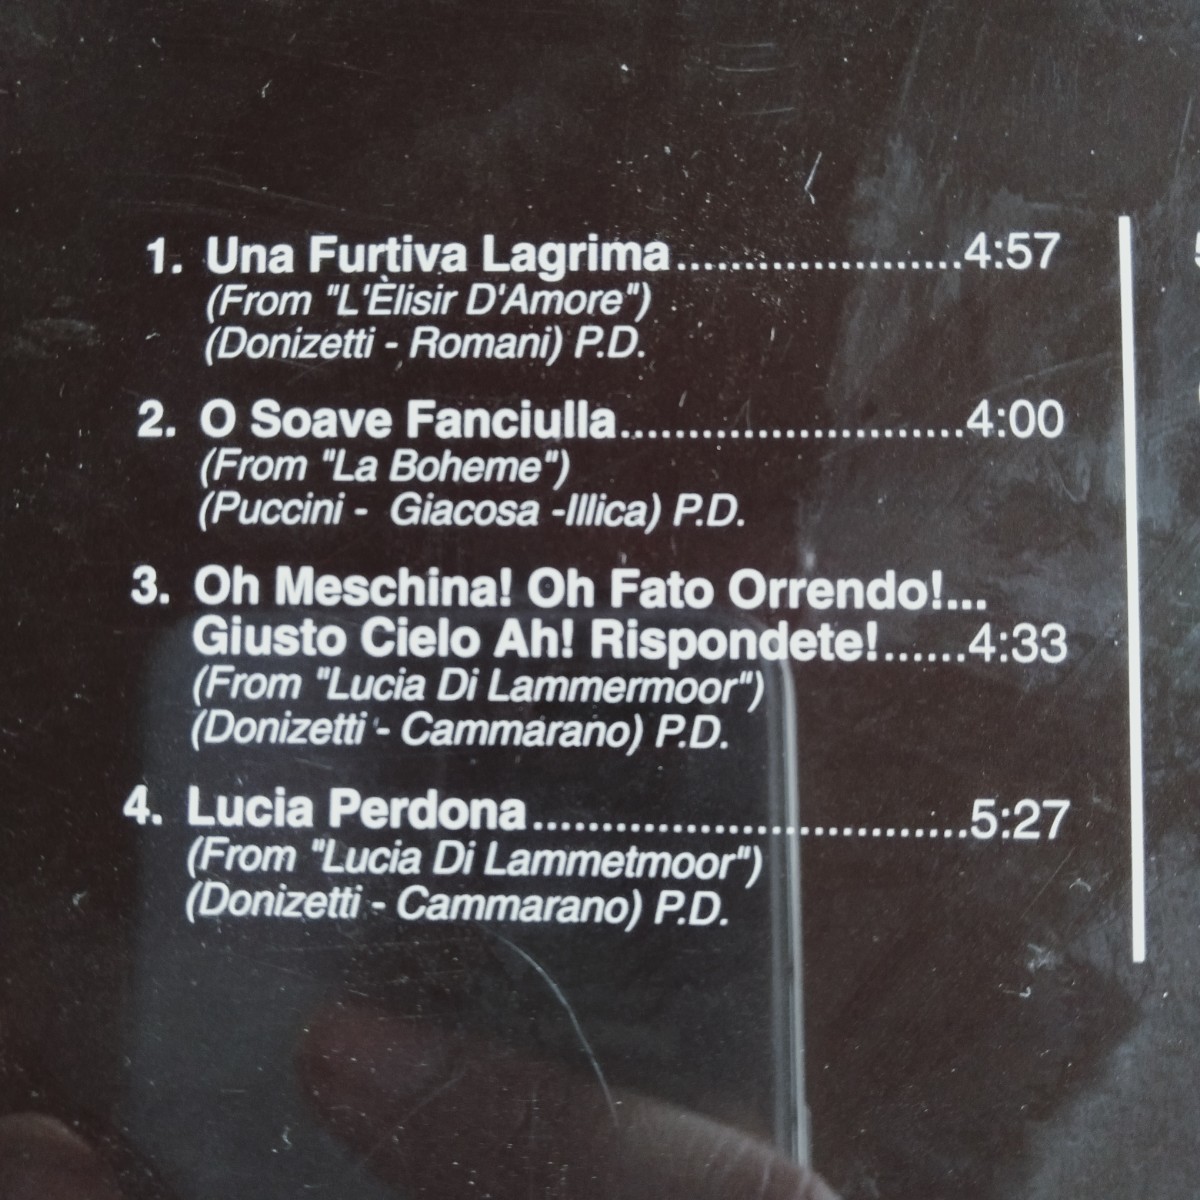 1. Una Furtiva Lagrima.....................4:57
(From "L'Èlisir D'Amore")
(Donizetti - Romani) P.D.
2. O Soave Fanciulla.........................4:00
(From "La Boheme")
(Puccini - Giacosa -Illica) P.D.
3. Oh Meschina! Oh Fato Orrendo!...
Giusto Cielo Ah! Rispondete!......4:33
(From "Lucia Di Lammermoor")
(Donizetti - Cammarano) P.D.
4. Lucia Perdona................................5:27
(From "Lucia Di Lammetmoor")
(Donizetti - Cammarano) P.D.